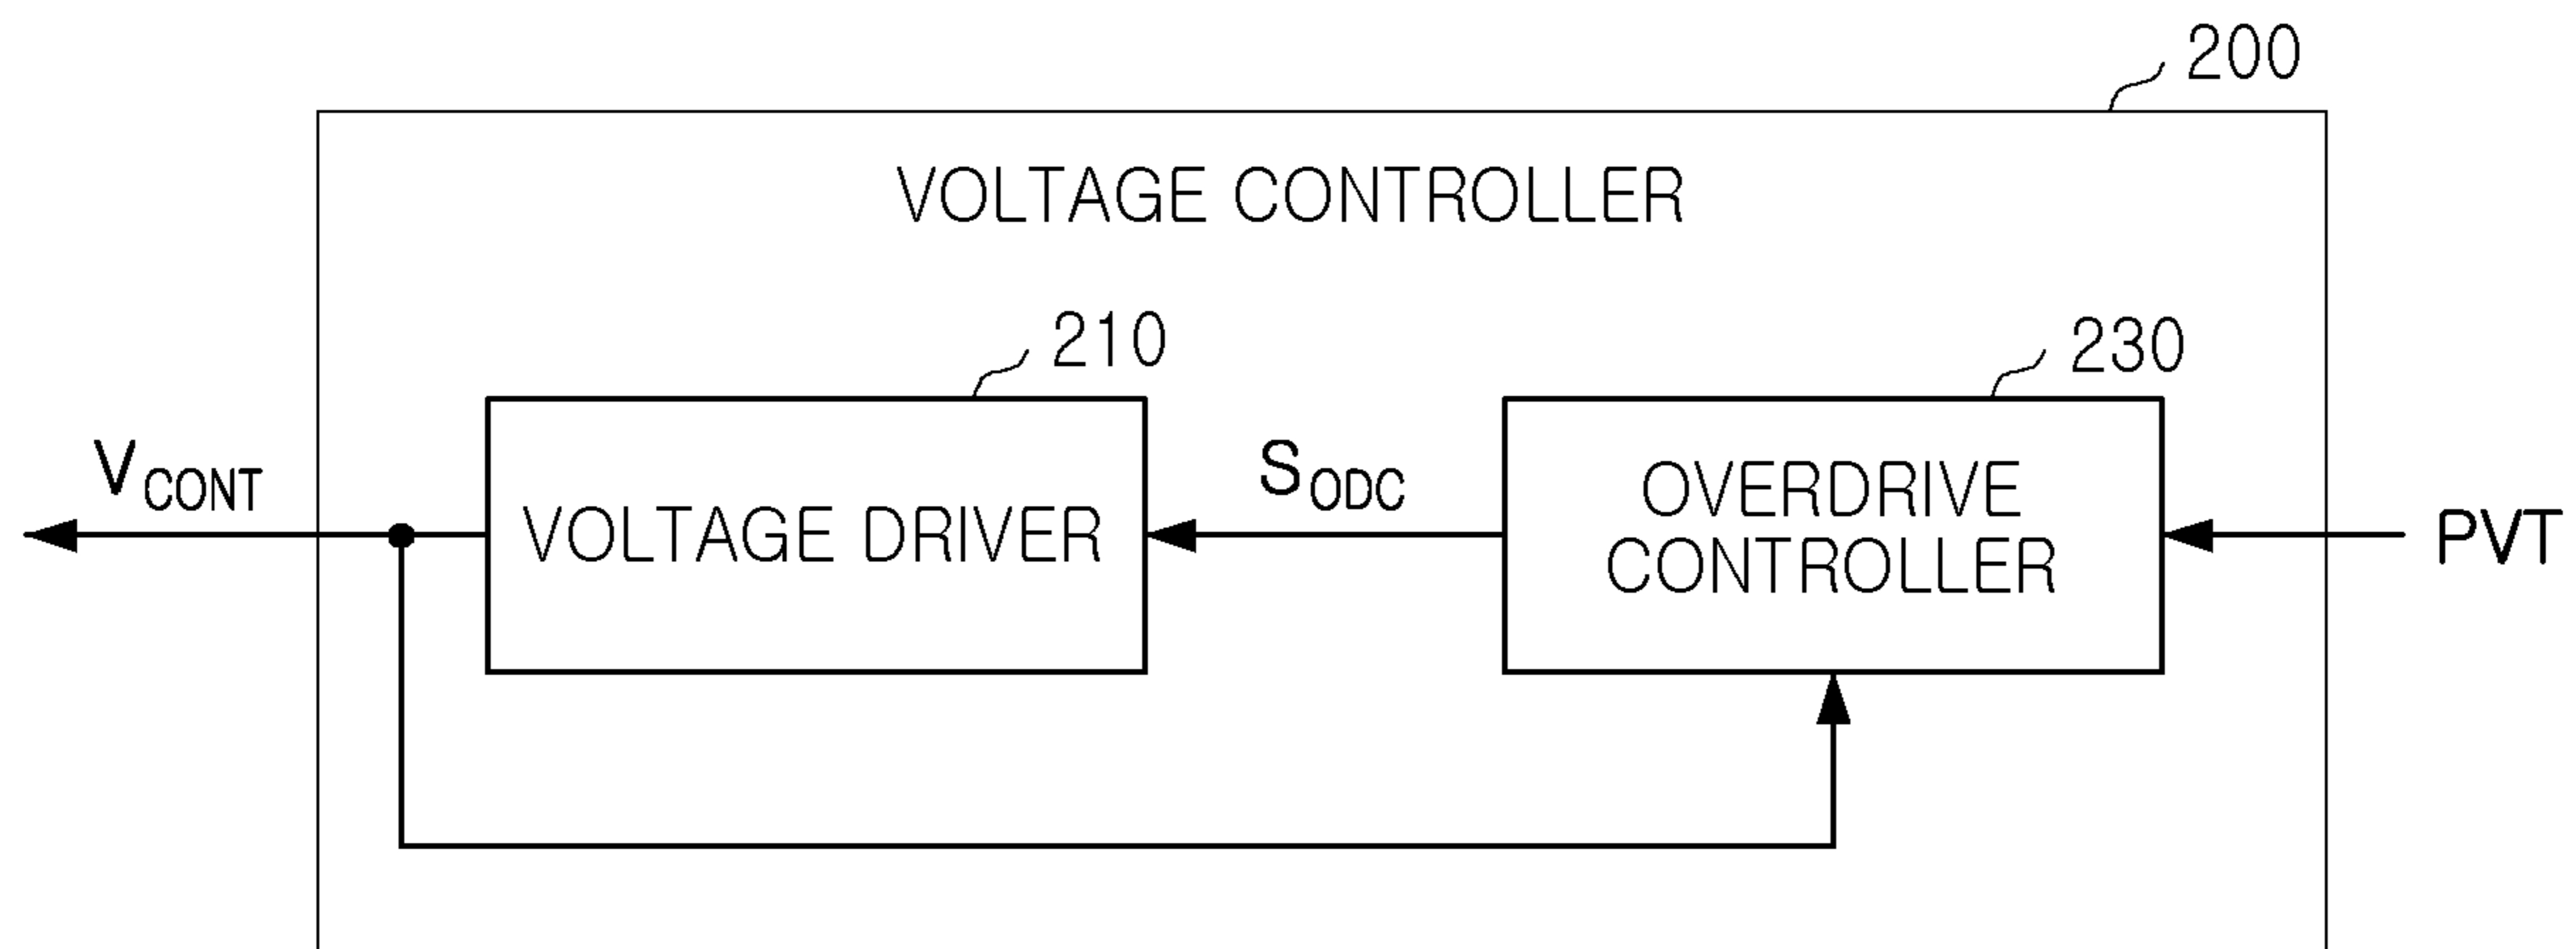 200
VOLTAGE CONTROLLER
210
230
VCONT
VOLTAGE DRIVER
SODC
OVERDRIVE
CONTROLLER
PVT